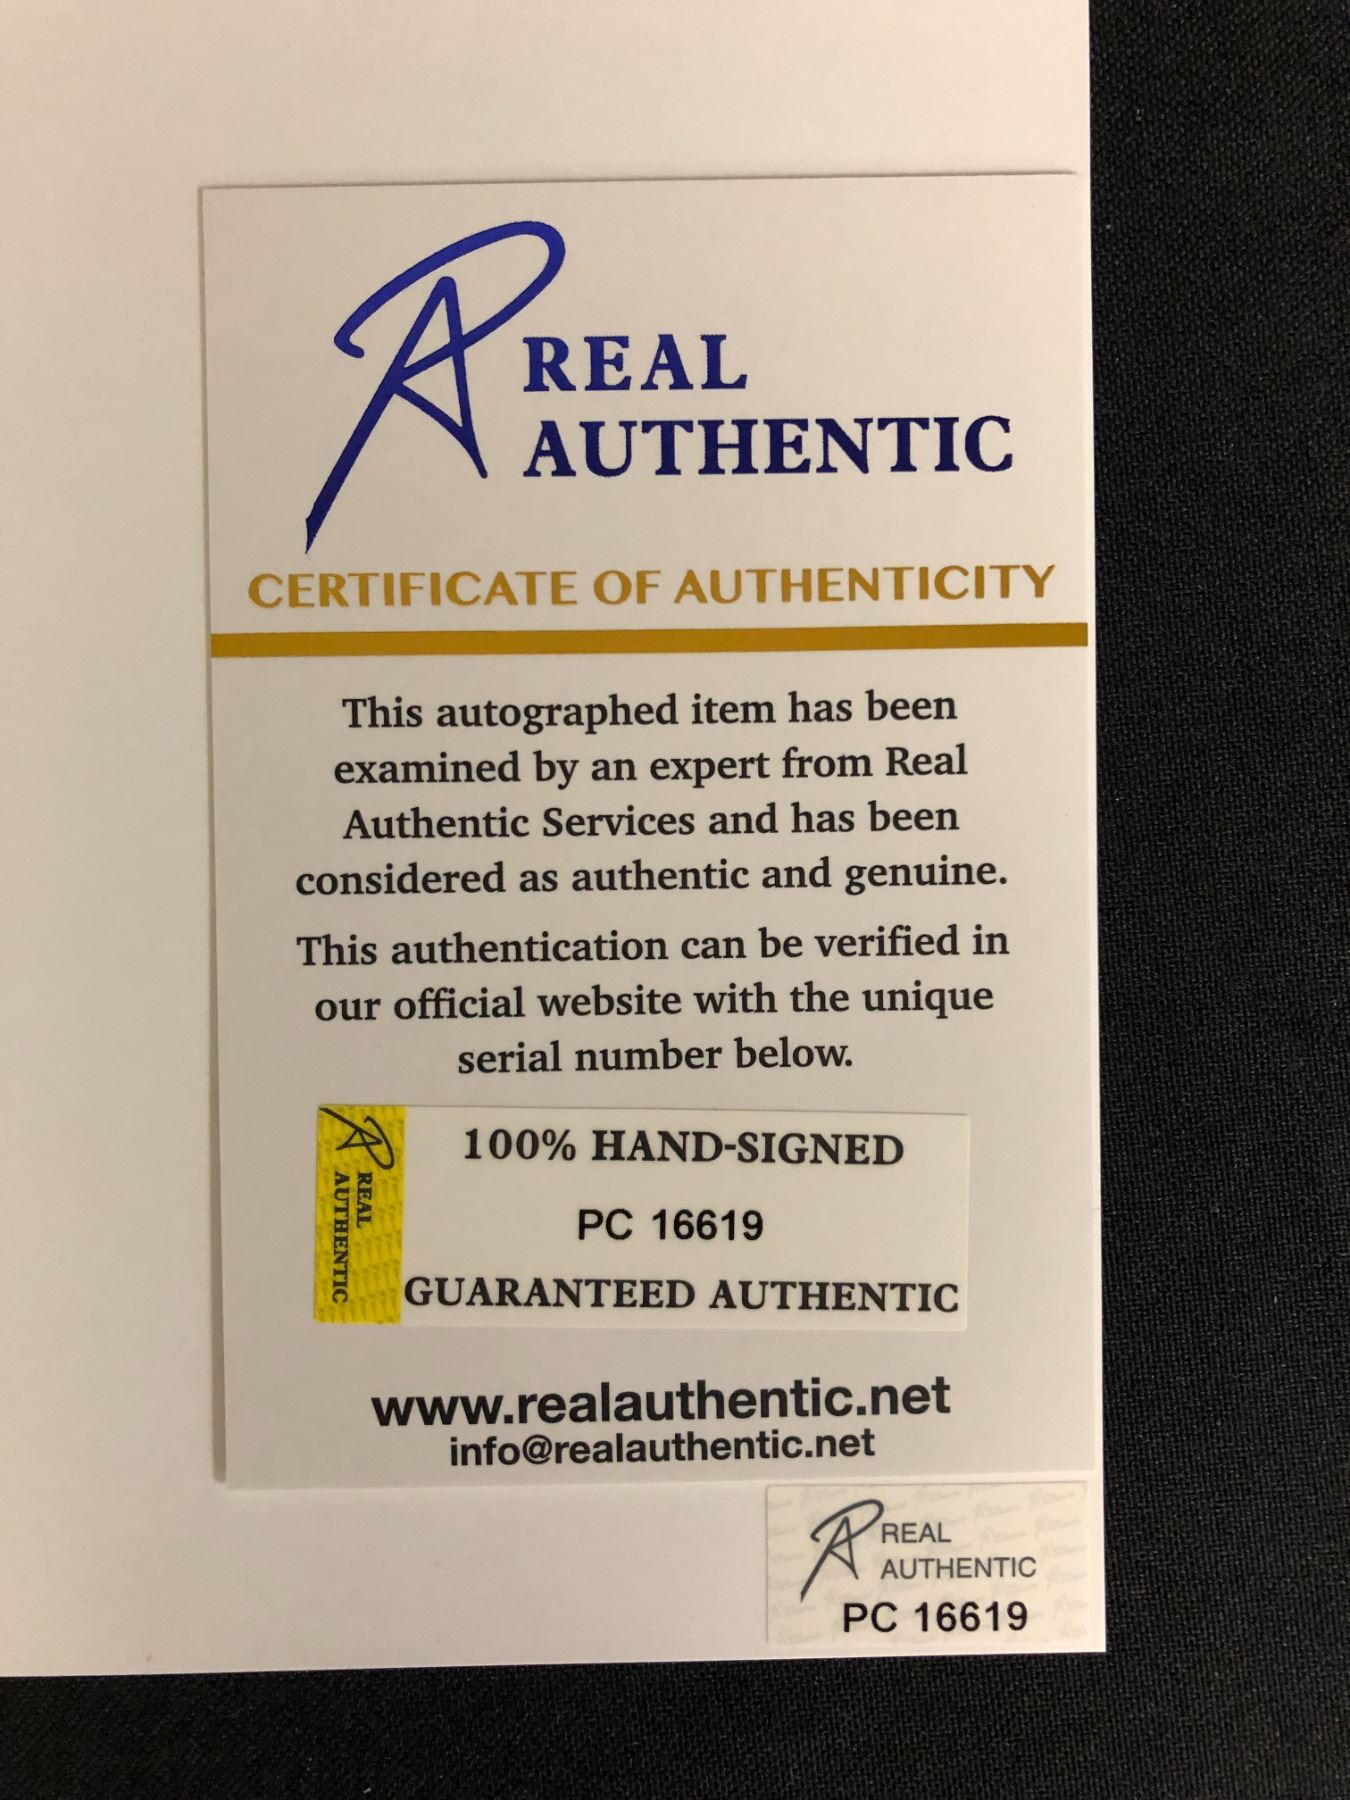 REAL
AUTHENTIC
CERTIFICATE OF AUTHENTICITY
This autographed item has been
examined by an expert from Real
Authentic Services and has been
considered as authentic and genuine.
This authentication can be verified in
our official website with the unique
serial number below.
REAL
AUTHENTIC
100% HAND-SIGNED
PC 16619
GUARANTEED AUTHENTIC
www.realauthentic.net
info@realauthentic.net
REAL
AUTHENTIC
PC 16619